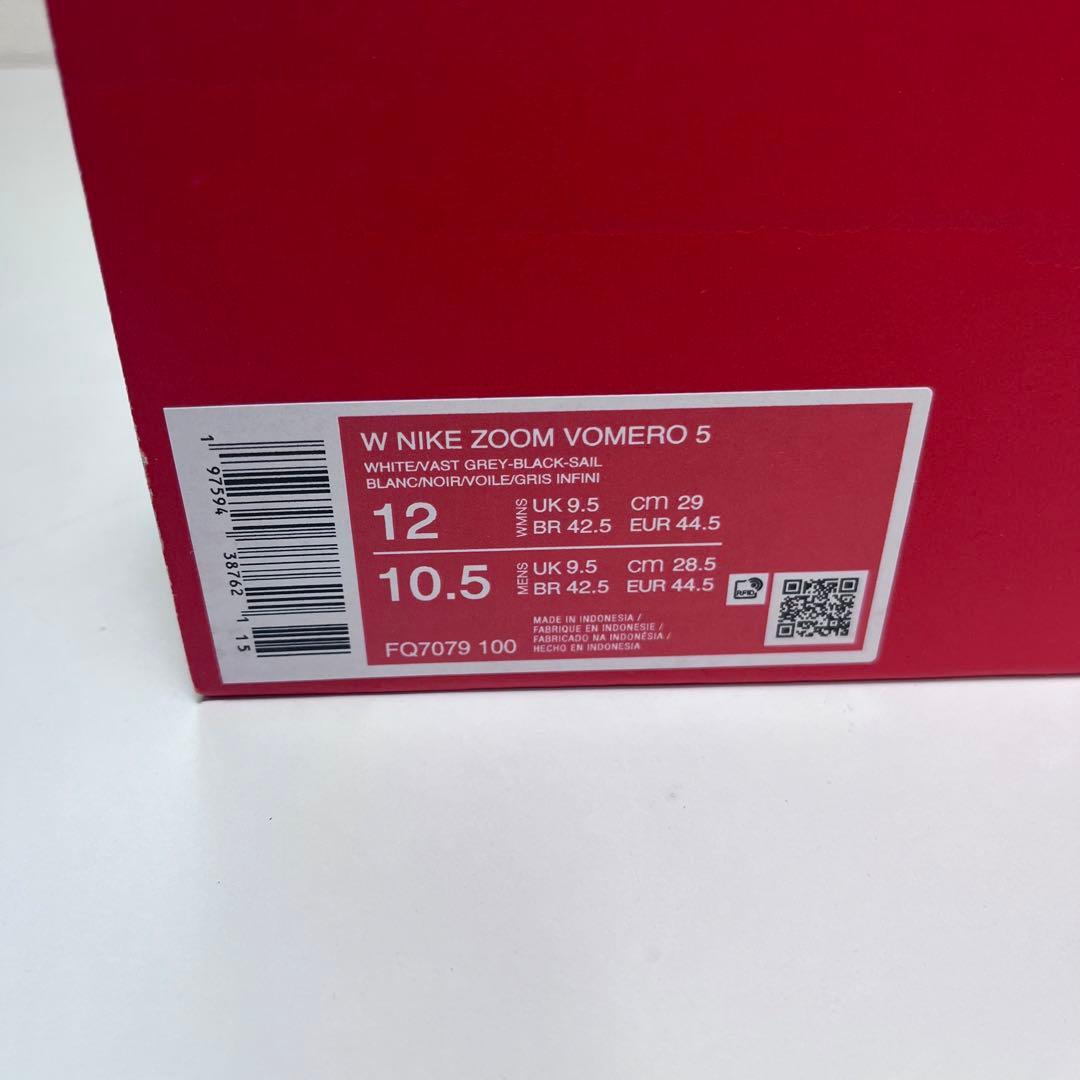 W NIKE ZOOM VOMERO 5
WHITE/VAST GREY-BLACK-SAIL
BLANC/NOIR/VOILE/GRIS INFINI
12 WMNS UK 9.5 cm 29
BR 42.5 EUR 44.5
10.5 MENS UK 9.5 cm 28.5
BR 42.5 EUR 44.5
RFID
FQ7079 100
MADE IN INDONESIA /
FABRIQUE EN INDONESIE /
FABRICADO NA INDONÉSIA /
HECHO EN INDONESIA
1 97594 38762 1 15